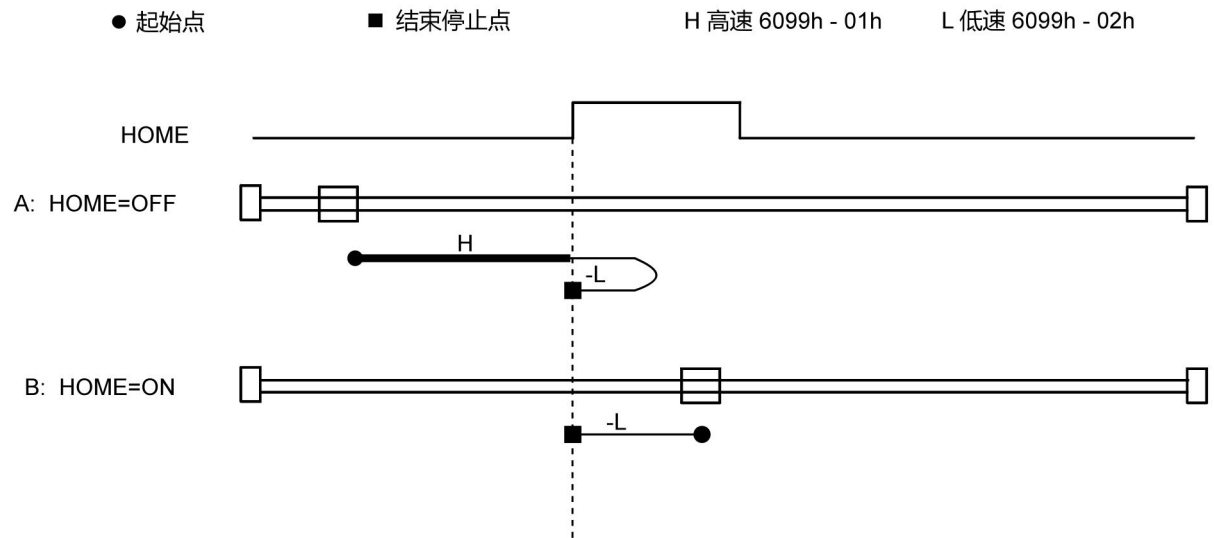 ● 起始点 ■ 结束停止点 H 高速 6099h - 01h L 低速 6099h - 02h
HOME
A: HOME=OFF
H
-L
B: HOME=ON
-L